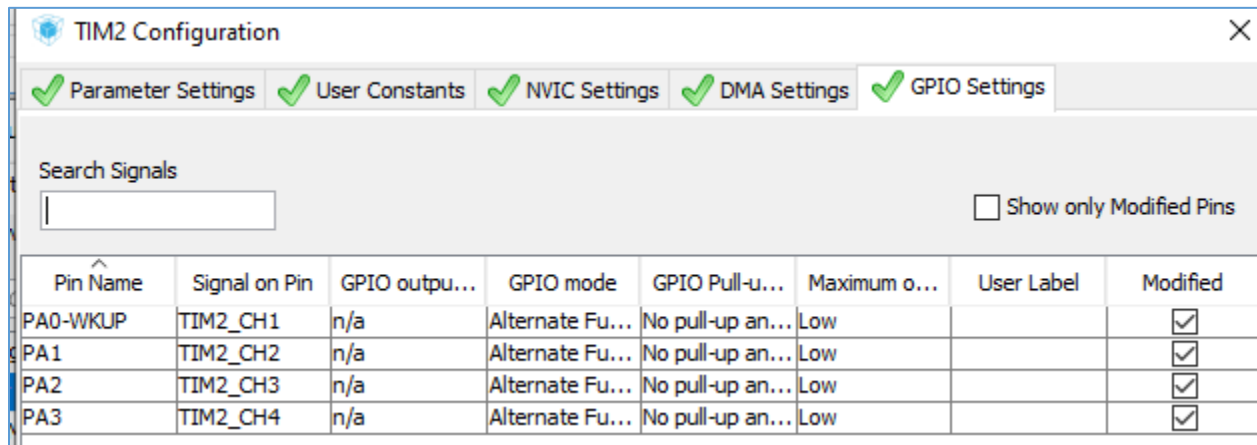 TIM2 Configuration
Parameter Settings User Constants NVIC Settings DMA Settings GPIO Settings
Search Signals
Show only Modified Pins
Pin Name Signal on Pin GPIO outpu... GPIO mode GPIO Pull-u... Maximum o... User Label Modified
PA0-WKUP TIM2_CH1 n/a Alternate Fu... No pull-up an... Low
PA1 TIM2_CH2 n/a Alternate Fu... No pull-up an... Low
PA2 TIM2_CH3 n/a Alternate Fu... No pull-up an... Low
PA3 TIM2_CH4 n/a Alternate Fu... No pull-up an... Low